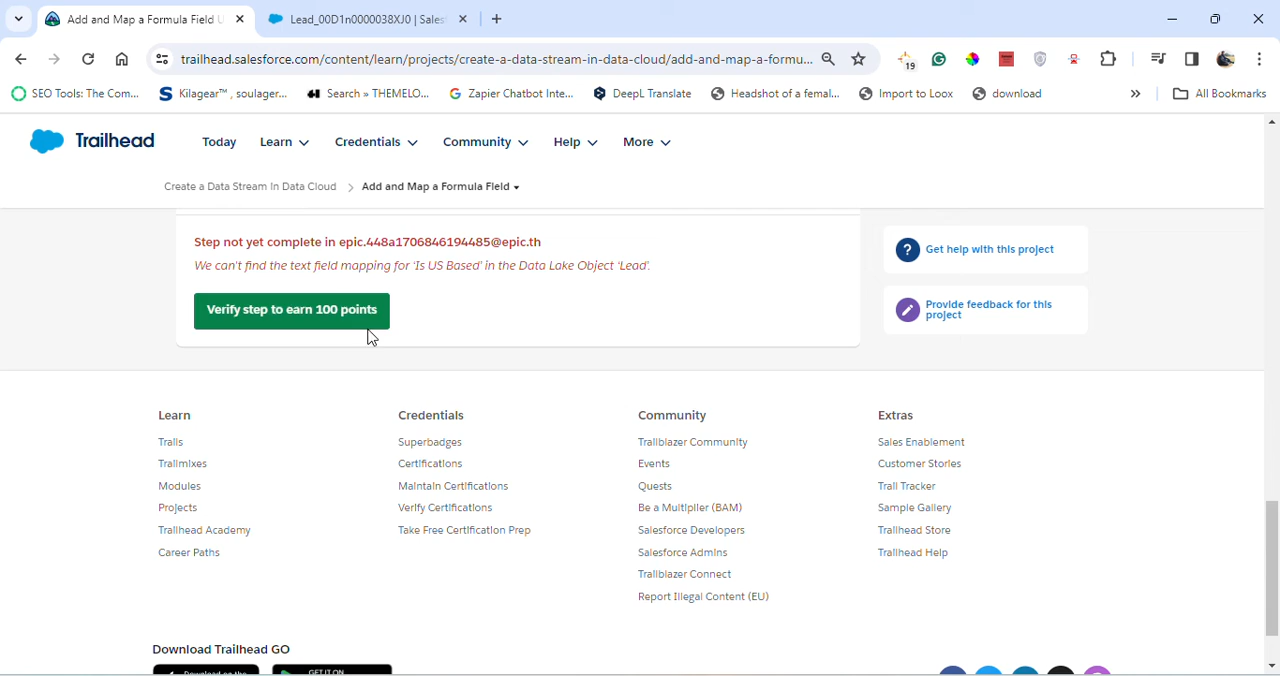 Add and Map a Formula Field U
Lead_00D1n0000038XJ0 | Sales
trailhead.salesforce.com/content/learn/projects/create-a-data-stream-in-data-cloud/add-and-map-a-formu...
19
SEO Tools: The Com...
Kilagear™ , soulager...
Search » THEMELO...
Zapier Chatbot Inte...
DeepL Translate
Headshot of a femal...
Import to Loox
download
»
All Bookmarks
Trailhead
Today
Learn
Credentials
Community
Help
More
Create a Data Stream in Data Cloud
Add and Map a Formula Field
Step not yet complete in epic.448a1706846194485@epic.th
We can't find the text field mapping for 'Is US Based' in the Data Lake Object 'Lead'.
Verify step to earn 100 points
Get help with this project
Provide feedback for this
project
Learn
Trails
Trailmixes
Modules
Projects
Trailhead Academy
Career Paths
Credentials
Superbadges
Certifications
Maintain Certifications
Verify Certifications
Take Free Certification Prep
Community
Trailblazer Community
Events
Quests
Be a Multiplier (BAM)
Salesforce Developers
Salesforce Admins
Trailblazer Connect
Report Illegal Content (EU)
Extras
Sales Enablement
Customer Stories
Trail Tracker
Sample Gallery
Trailhead Store
Trailhead Help
Download Trailhead GO
Download on the
GET IT ON